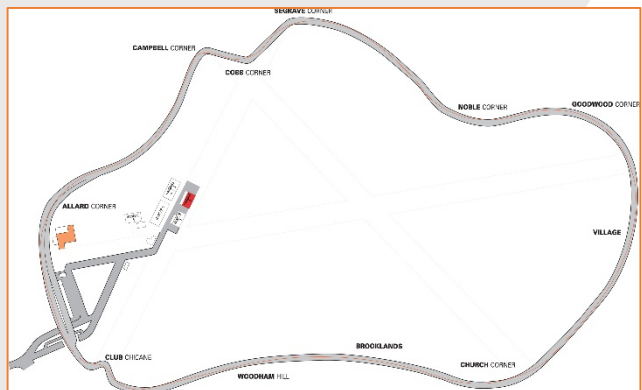 SEGRAVE CORNER
CAMPBELL CORNER
COBB CORNER
GOODWOOD CORNER
NOBLE CORNER
ALLARD CORNER
VILLAGE
BROOKLANDS
CLUB CHICANE
CHURCH CORNER
WOODHAM HILL